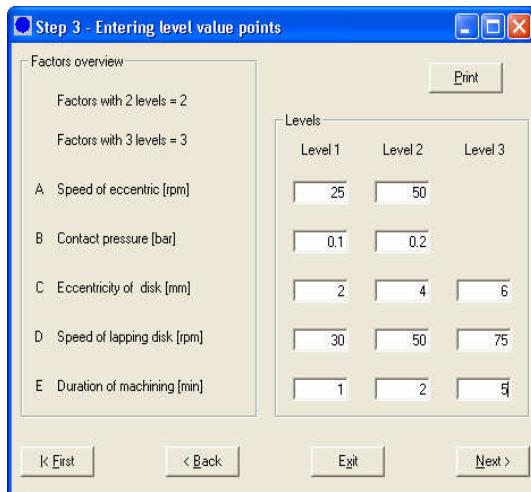 Step 3 - Entering level value points
Factors overview
Factors with 2 levels = 2
Factors with 3 levels = 3
Print
Levels
Level 1 Level 2 Level 3
A Speed of eccentric [rpm] 25 50
B Contact pressure [bar] 0.1 0.2
C Eccentricity of disk [mm] 2 4 6
D Speed of lapping disk [rpm] 30 50 75
E Duration of machining [min] 1 2 5
|< First
< Back
Exit
Next >